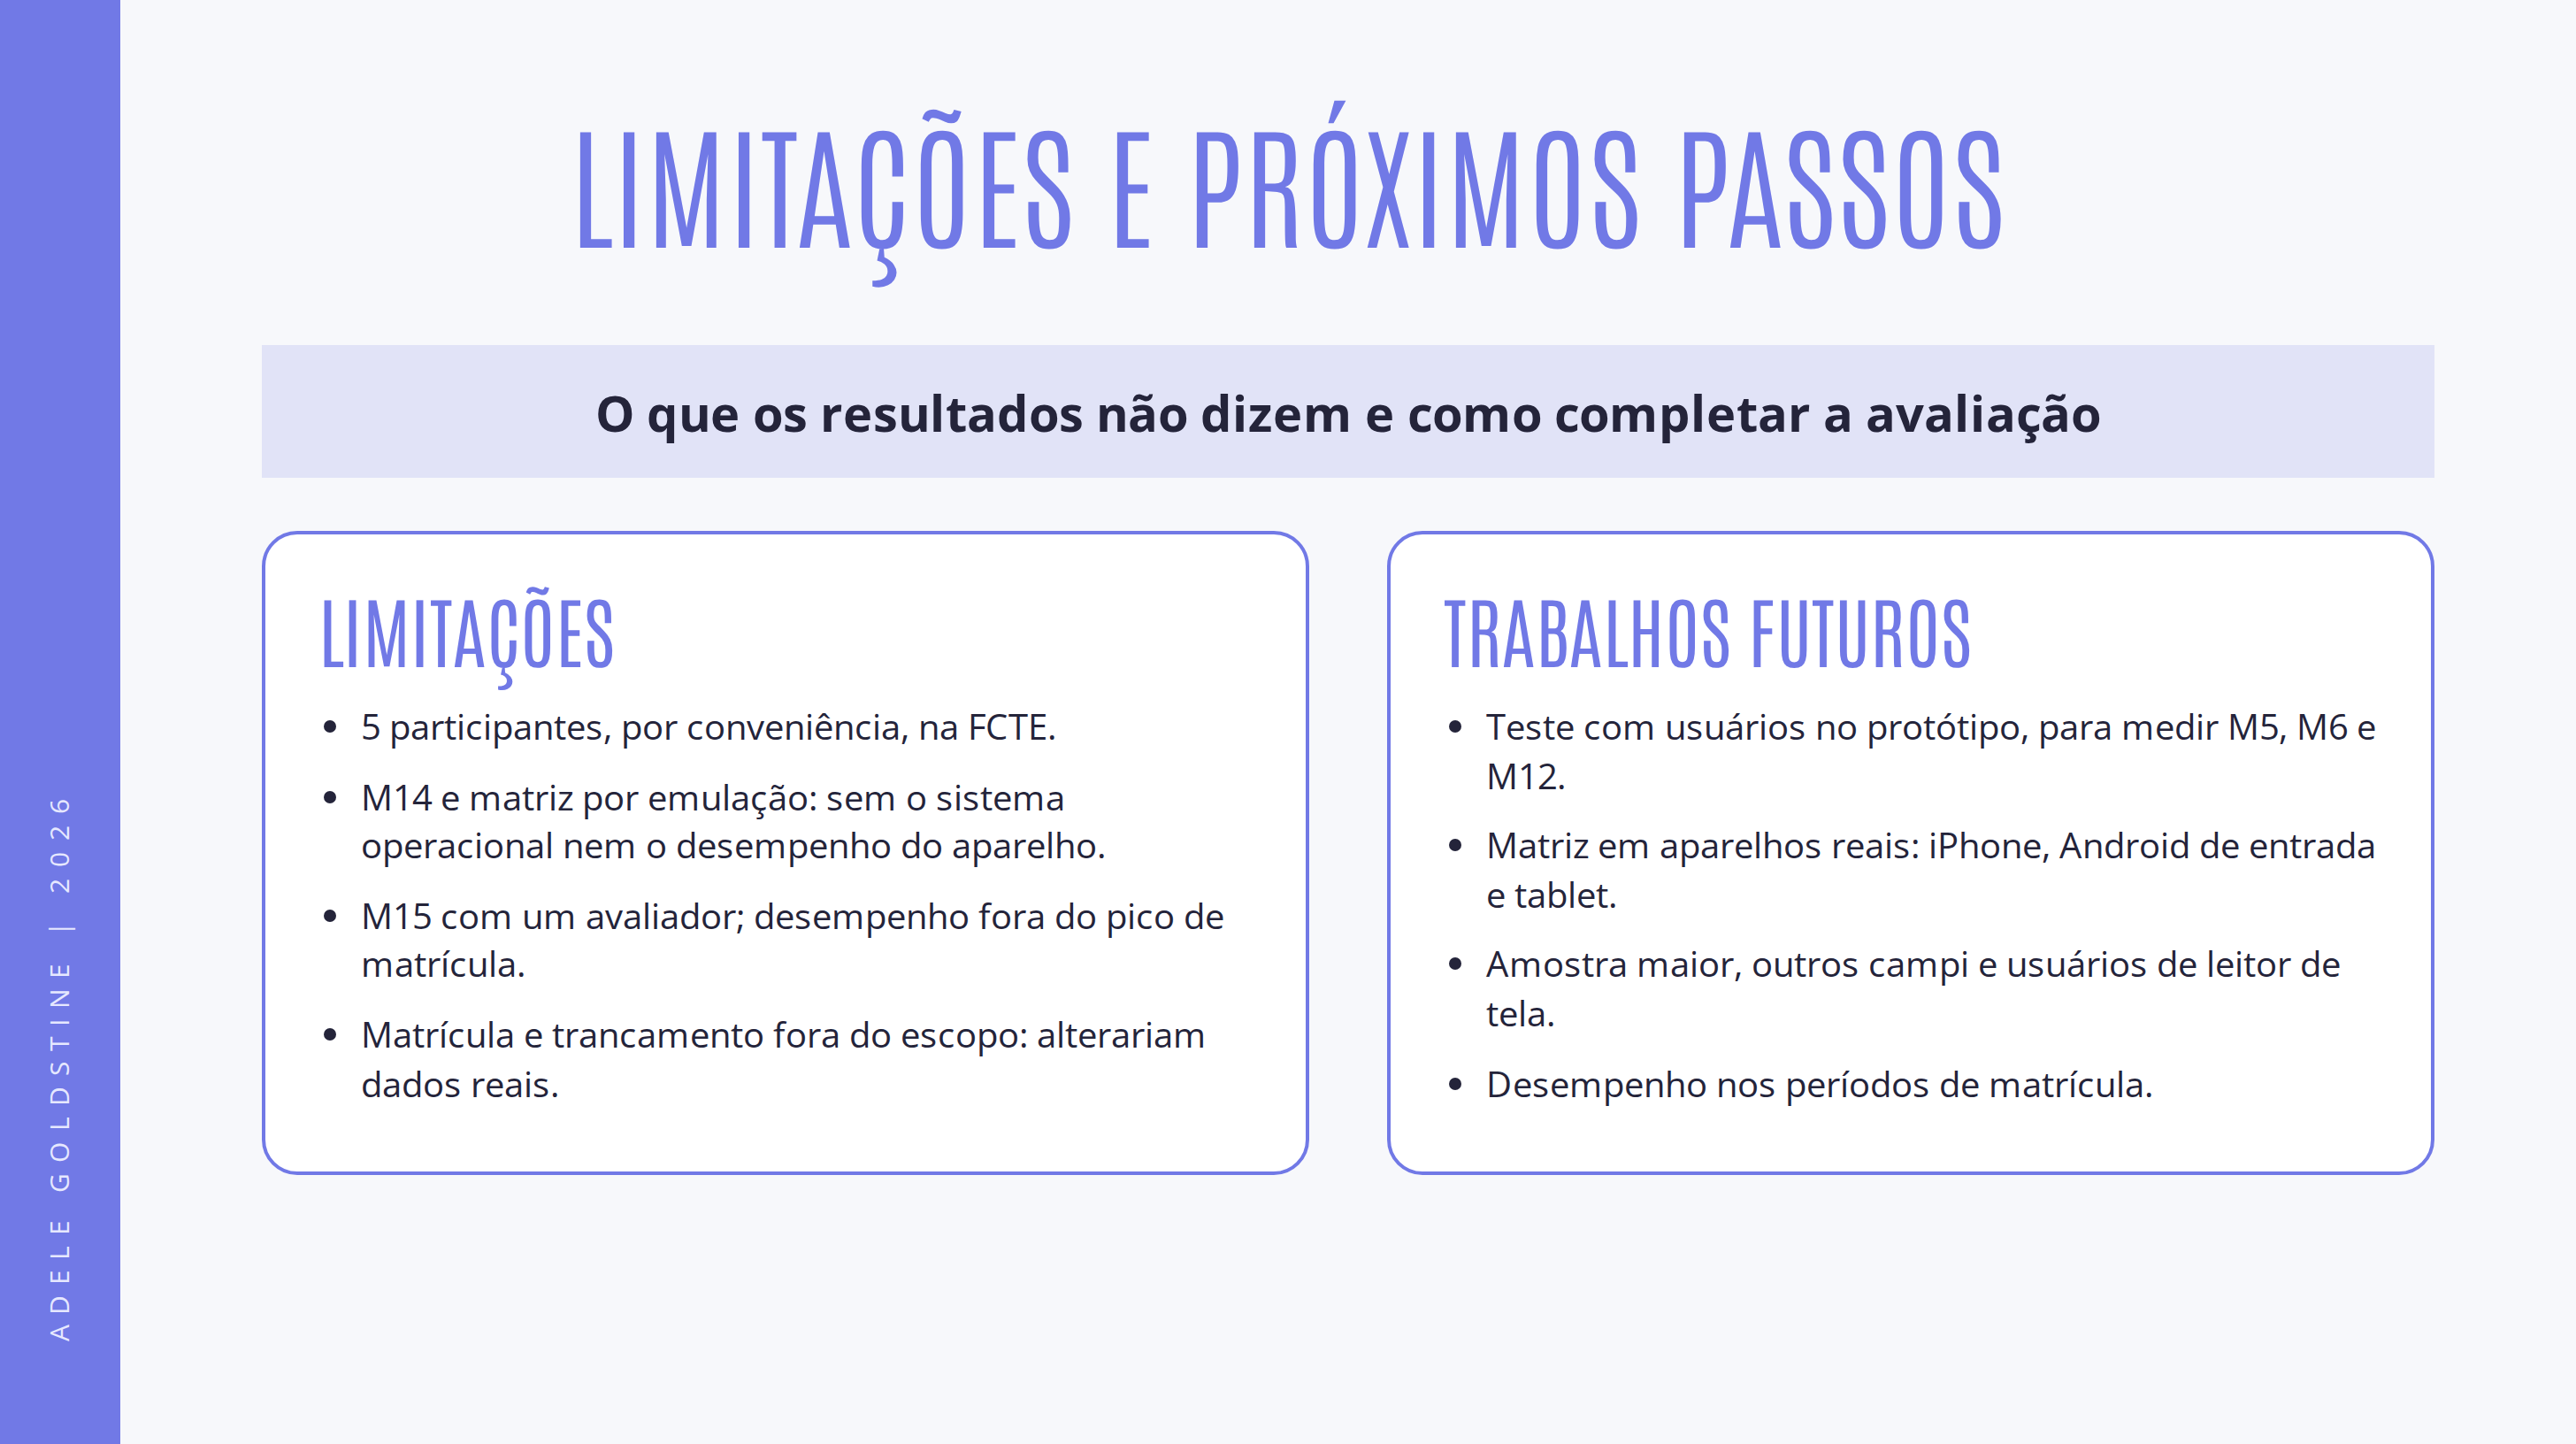 LIMITAÇÕES E PRÓXIMOS PASSOS
O que os resultados não dizem e como completar a avaliação
LIMITAÇÕES
• 5 participantes, por conveniência, na FCTE.
• M14 e matriz por emulação: sem o sistema
operacional nem o desempenho do aparelho.
• M15 com um avaliador; desempenho fora do pico de
matrícula.
• Matrícula e trancamento fora do escopo: alterariam
dados reais.
TRABALHOS FUTUROS
• Teste com usuários no protótipo, para medir M5, M6 e
M12.
• Matriz em aparelhos reais: iPhone, Android de entrada
e tablet.
• Amostra maior, outros campi e usuários de leitor de
tela.
• Desempenho nos períodos de matrícula.
ADELE GOLDSTINE | 2026